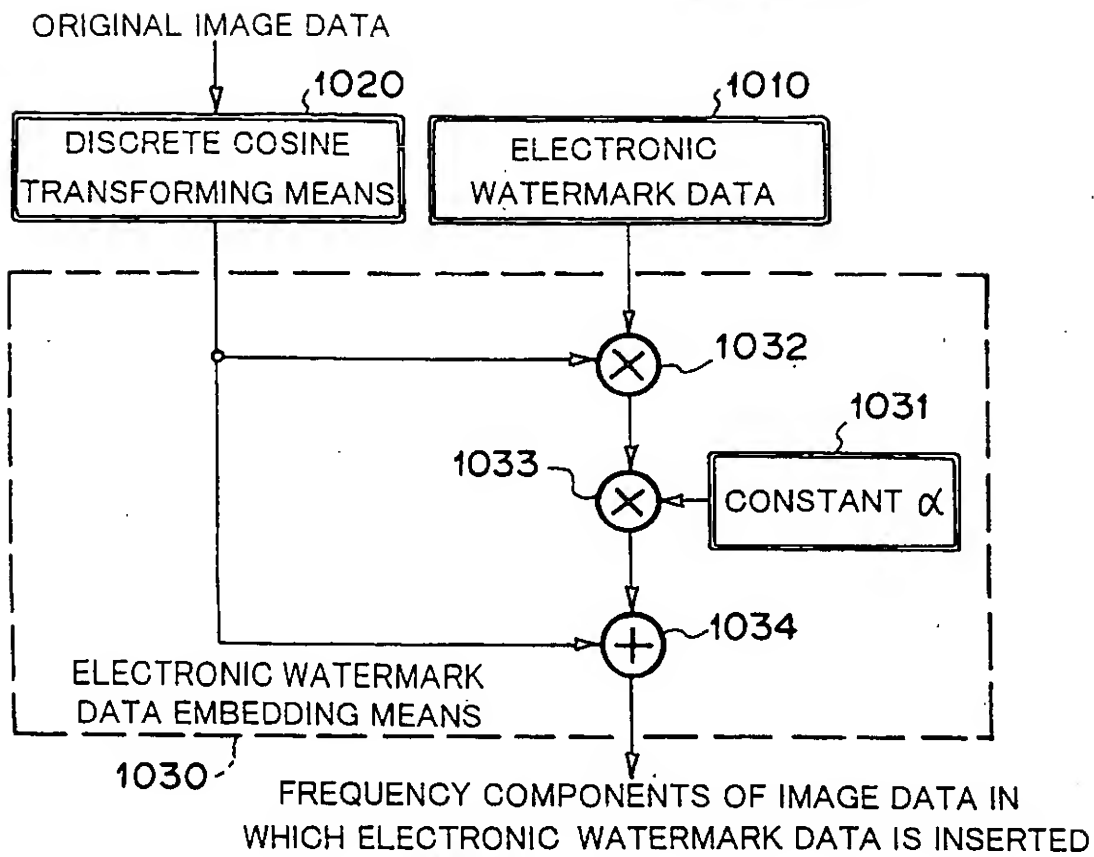 ORIGINAL IMAGE DATA
1020
1010
DISCRETE COSINE
TRANSFORMING MEANS
ELECTRONIC
WATERMARK DATA
1032
1031
1033
CONSTANT α
1034
ELECTRONIC WATERMARK
DATA EMBEDDING MEANS
1030
FREQUENCY COMPONENTS OF IMAGE DATA IN
WHICH ELECTRONIC WATERMARK DATA IS INSERTED